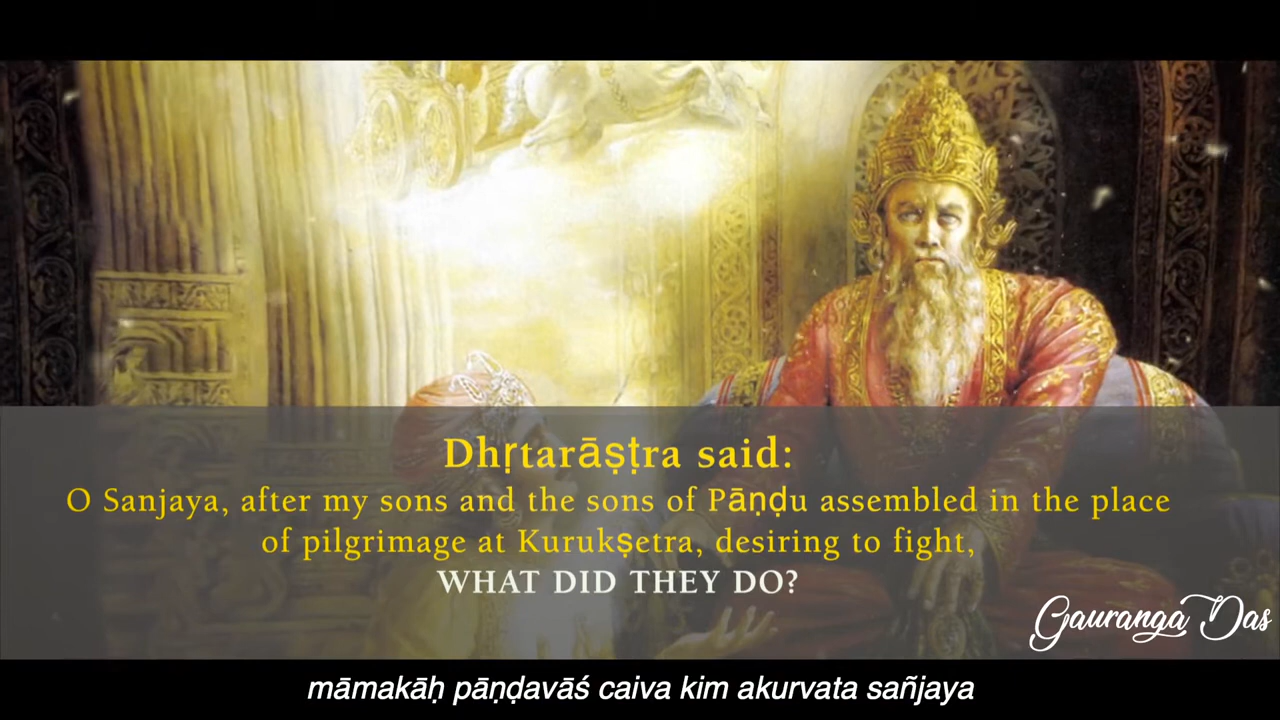 Dhṛtarāṣṭra said:
O Sanjaya, after my sons and the sons of Pāṇḍu assembled in the place
of pilgrimage at Kurukṣetra, desiring to fight,
WHAT DID THEY DO?
Gauranga Das
māmakāḥ pāṇḍavāś caiva kim akurvata sañjaya